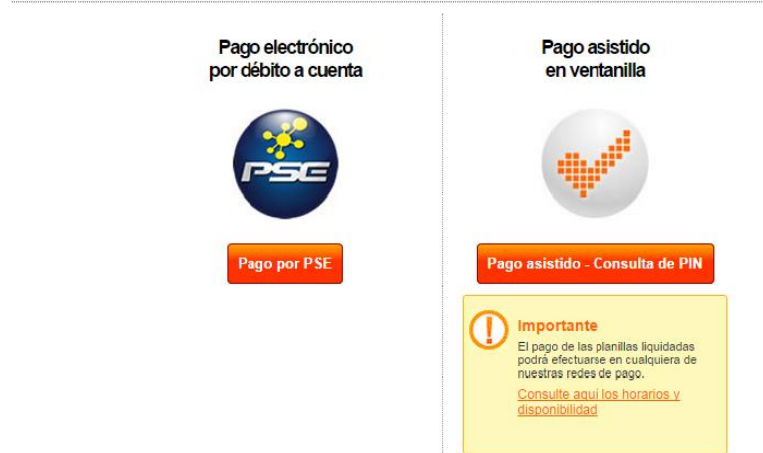 Pago electrónico
por débito a cuenta
PSE
Pago por PSE
Pago asistido
en ventanilla
Pago asistido - Consulta de PIN
Importante
El pago de las planillas liquidadas
podrá efectuarse en cualquiera de
nuestras redes de pago.
Consulte aquí los horarios y
disponibilidad